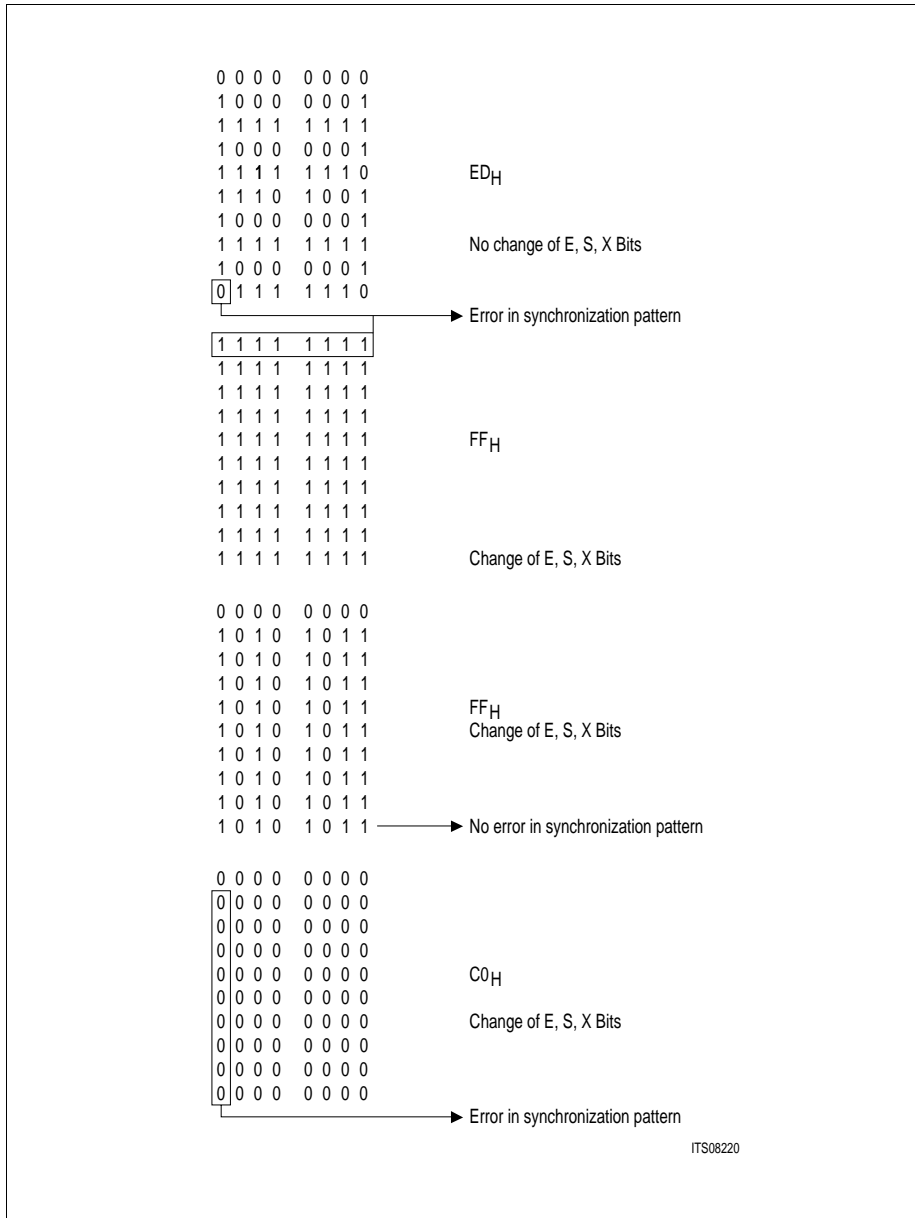 0 0 0 0 0 0 0 0
1 0 0 0 0 0 0 1
1 1 1 1 1 1 1 1
1 0 0 0 0 0 0 1
1 1 1 1 1 1 1 0 EDH
1 1 1 0 1 0 0 1
1 0 0 0 0 0 0 1
1 1 1 1 1 1 1 1 No change of E, S, X Bits
1 0 0 0 0 0 0 1
0 1 1 1 1 1 1 0
Error in synchronization pattern
1 1 1 1 1 1 1 1
1 1 1 1 1 1 1 1
1 1 1 1 1 1 1 1
1 1 1 1 1 1 1 1
1 1 1 1 1 1 1 1 FFH
1 1 1 1 1 1 1 1
1 1 1 1 1 1 1 1
1 1 1 1 1 1 1 1
1 1 1 1 1 1 1 1
1 1 1 1 1 1 1 1 Change of E, S, X Bits
0 0 0 0 0 0 0 0
1 0 1 0 1 0 1 1
1 0 1 0 1 0 1 1
1 0 1 0 1 0 1 1
1 0 1 0 1 0 1 1 FFH
1 0 1 0 1 0 1 1 Change of E, S, X Bits
1 0 1 0 1 0 1 1
1 0 1 0 1 0 1 1
1 0 1 0 1 0 1 1
1 0 1 0 1 0 1 1 No error in synchronization pattern
0 0 0 0 0 0 0 0
0 0 0 0 0 0 0 0
0 0 0 0 0 0 0 0
0 0 0 0 0 0 0 0
0 0 0 0 0 0 0 0 C0H
0 0 0 0 0 0 0 0
0 0 0 0 0 0 0 0 Change of E, S, X Bits
0 0 0 0 0 0 0 0
0 0 0 0 0 0 0 0
0 0 0 0 0 0 0 0
Error in synchronization pattern
ITS08220